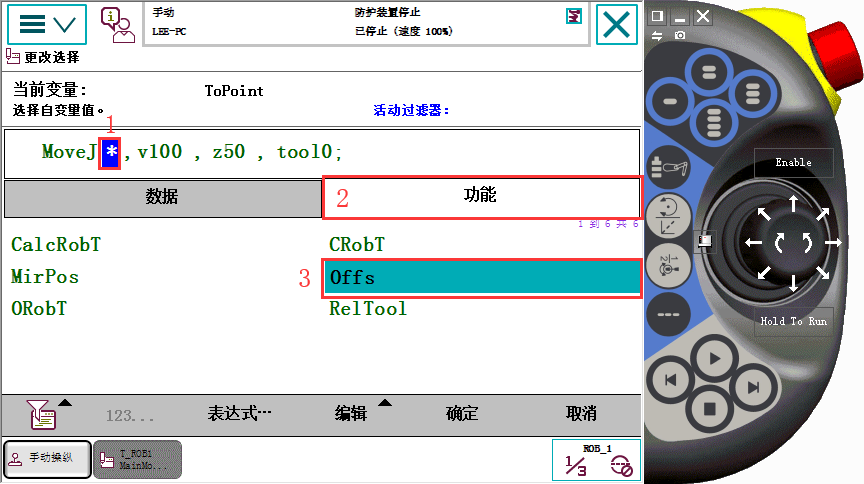 手动
防护装置停止
LEE-PC
已停止 (速度 100%)
更改选择
当前变量:
ToPoint
选择自变量值。
活动过滤器:
1
MoveJ * , v100 , z50 , tool0;
数据
2
功能
1 到 6 共 6
CalcRobT
CRobT
MirPos
3
Offs
ORobT
RelTool
123...
表达式…
编辑
确定
取消
手动操纵
T_ROB1
MainMo...
ROB_1
1/3
Enable
1/2
Hold To Run